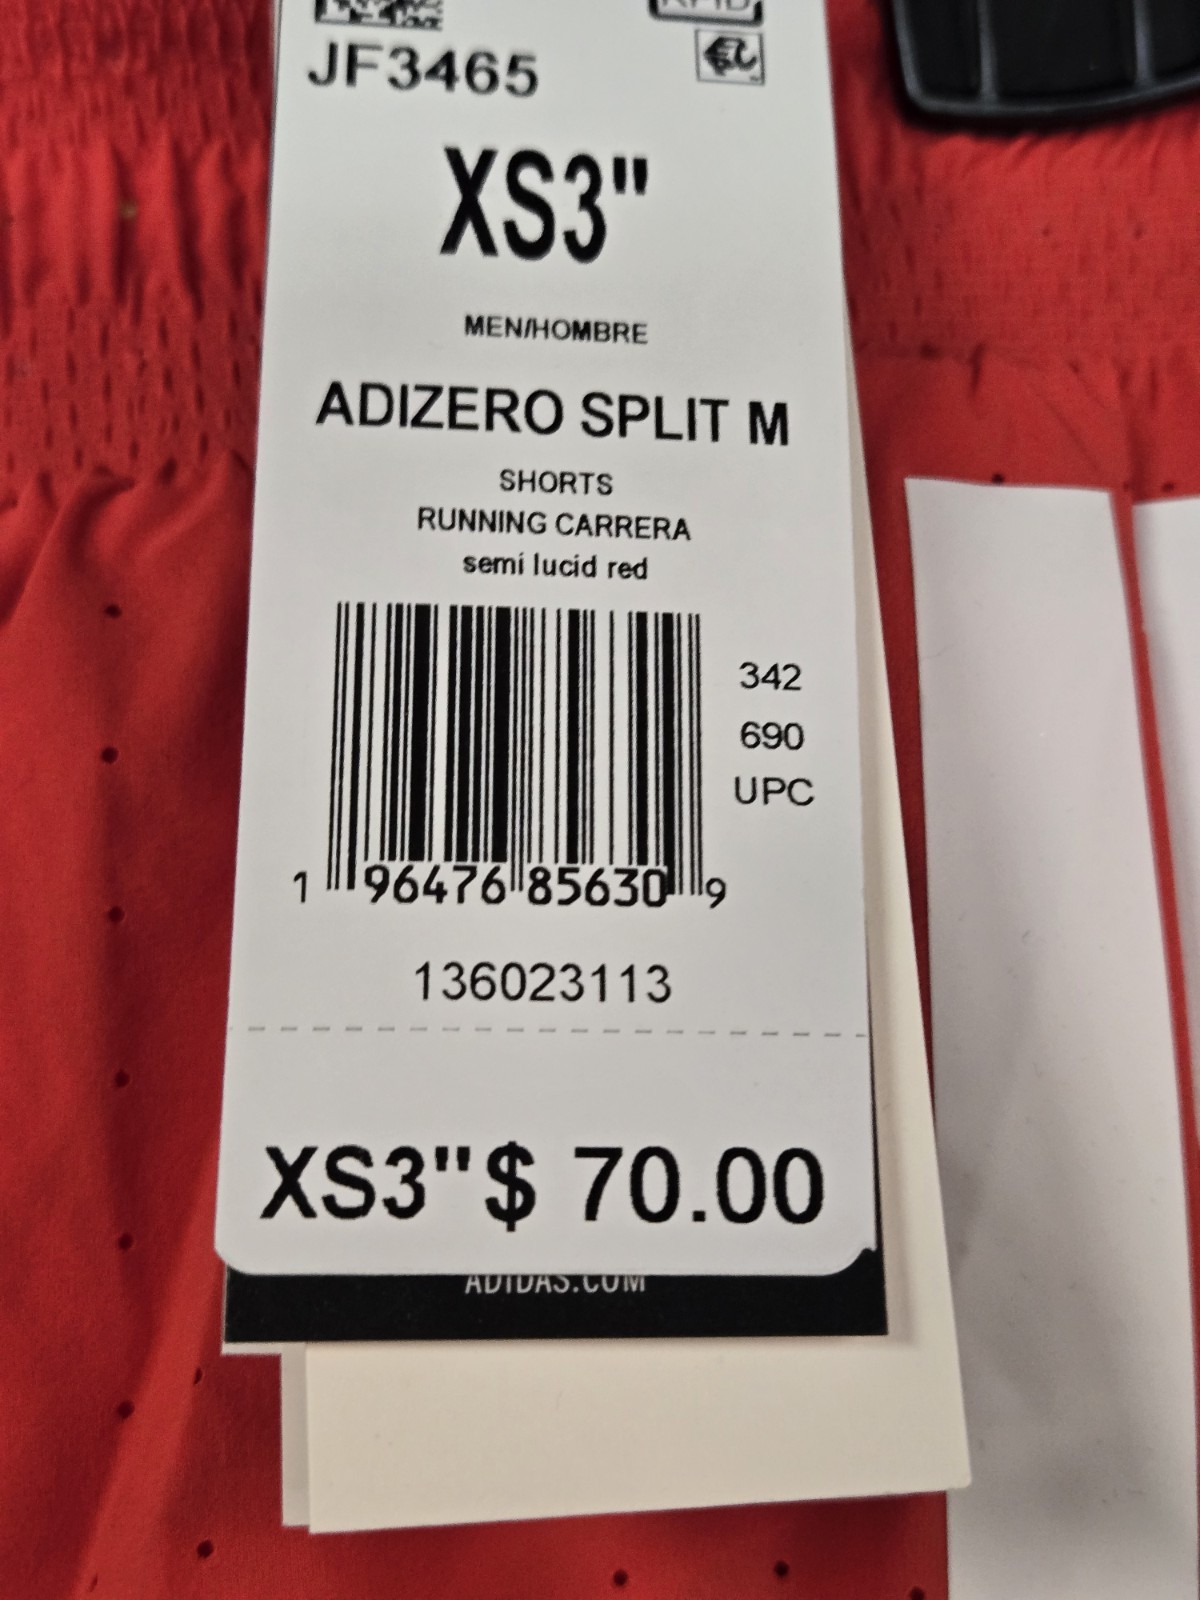 JF3465
XS3"
MEN/HOMBRE
ADIZERO SPLIT M
SHORTS
RUNNING CARRERA
semi lucid red
342
690
UPC
1 96476 85630 9
136023113
XS3" $ 70.00
ADIDAS.COM